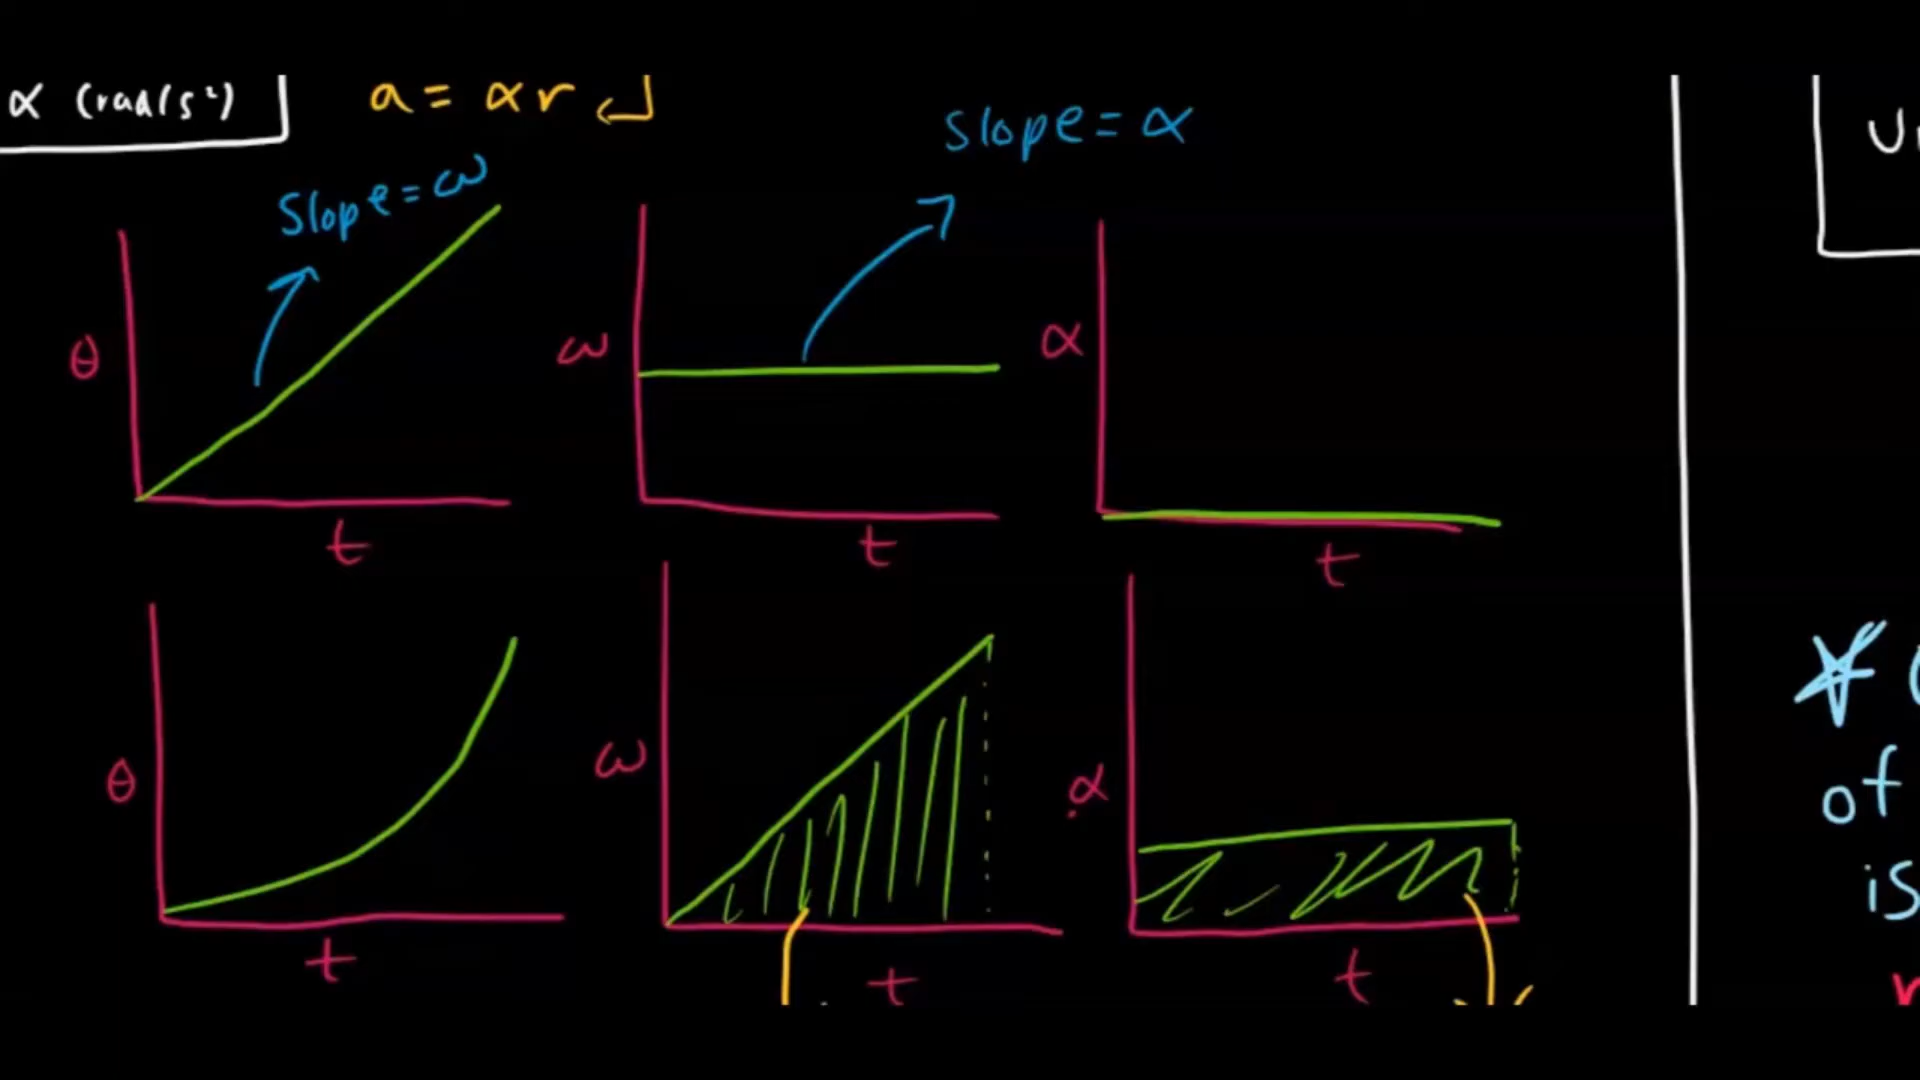 α (rad/s²)
a = αr
Slope = α
Slope = ω
θ
ω
α
t
t
t
θ
ω
α
t
t
t
of
is